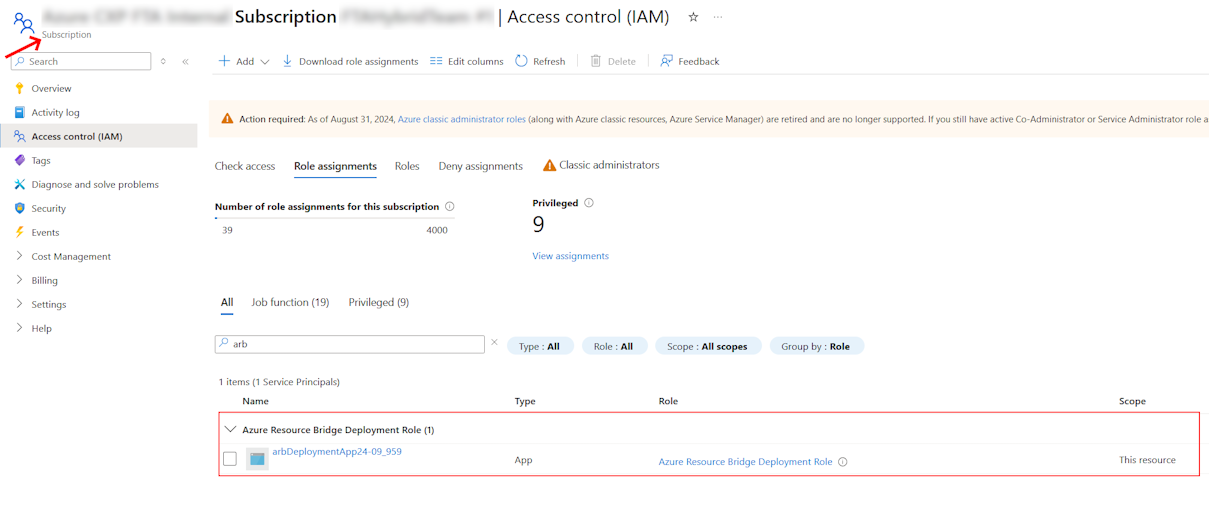 Subscription | Access control (IAM) ☆ ...
Subscription
Search
Add Download role assignments Edit columns Refresh Delete Feedback
Overview
Activity log
Access control (IAM)
Tags
Diagnose and solve problems
Security
Events
Cost Management
Billing
Settings
Help
Action required: As of August 31, 2024, Azure classic administrator roles (along with Azure classic resources, Azure Service Manager) are retired and are no longer supported. If you still have active Co-Administrator or Service Administrator role a
Check access Role assignments Roles Deny assignments Classic administrators
Number of role assignments for this subscription
39 4000
Privileged
9
View assignments
All Job function (19) Privileged (9)
arb
Type : All Role : All Scope : All scopes Group by : Role
1 items (1 Service Principals)
Name Type Role Scope
Azure Resource Bridge Deployment Role (1)
arbDeploymentApp24-09_959 App Azure Resource Bridge Deployment Role This resource